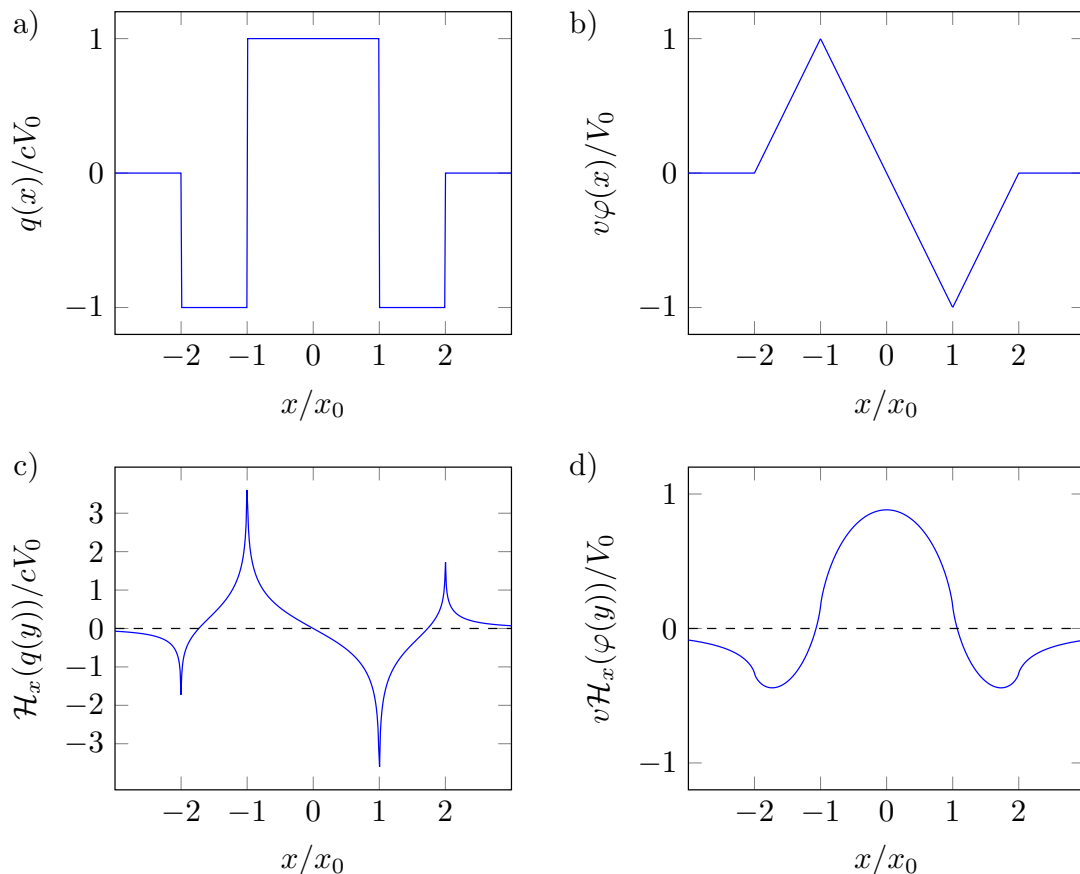 a)
q(x)/cV₀
1
0
−1
−2 −1 0 1 2
x/x₀
b)
vφ(x)/V₀
1
0
−1
−2 −1 0 1 2
x/x₀
c)
ℋₓ(q(y))/cV₀
3
2
1
0
−1
−2
−3
−2 −1 0 1 2
x/x₀
d)
vℋₓ(φ(y))/V₀
1
0
−1
−2 −1 0 1 2
x/x₀